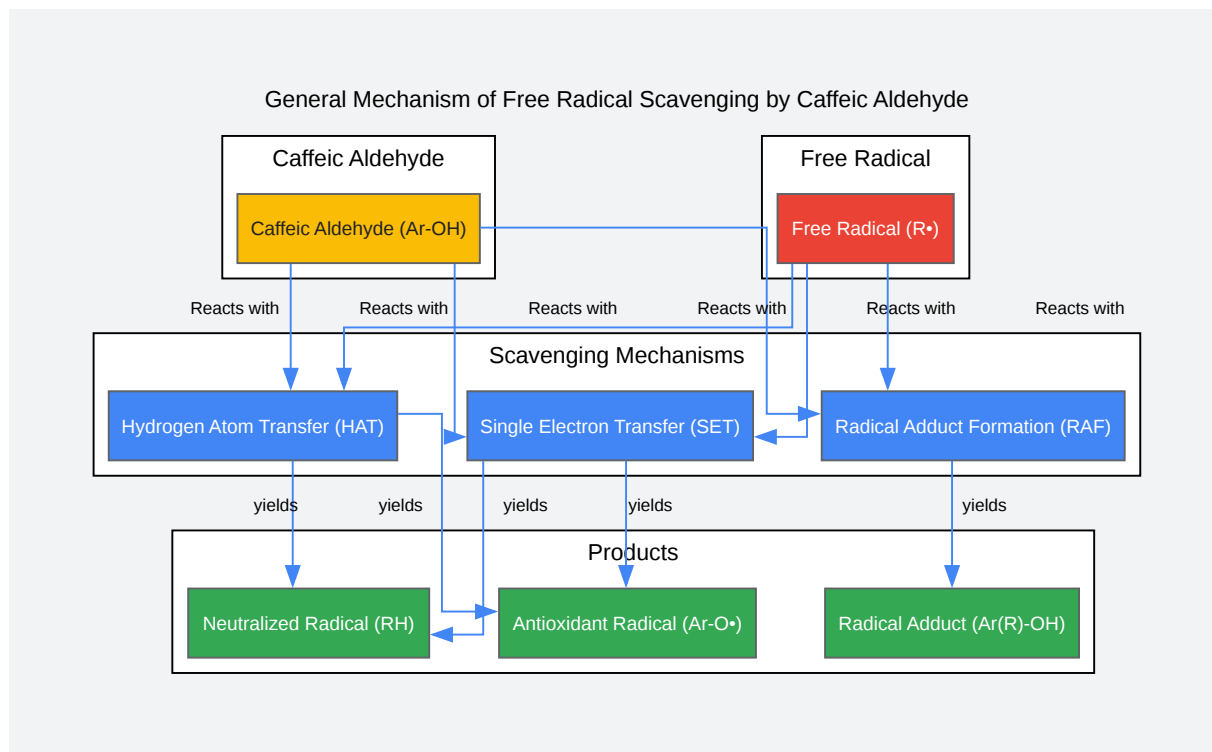 General Mechanism of Free Radical Scavenging by Caffeic Aldehyde
Caffeic Aldehyde
Free Radical
Caffeic Aldehyde (Ar-OH)
Free Radical (R•)
Reacts with
Reacts with
Reacts with
Reacts with
Reacts with
Reacts with
Scavenging Mechanisms
Hydrogen Atom Transfer (HAT)
Single Electron Transfer (SET)
Radical Adduct Formation (RAF)
yields
yields
yields
yields
yields
Products
Neutralized Radical (RH)
Antioxidant Radical (Ar-O•)
Radical Adduct (Ar(R)-OH)